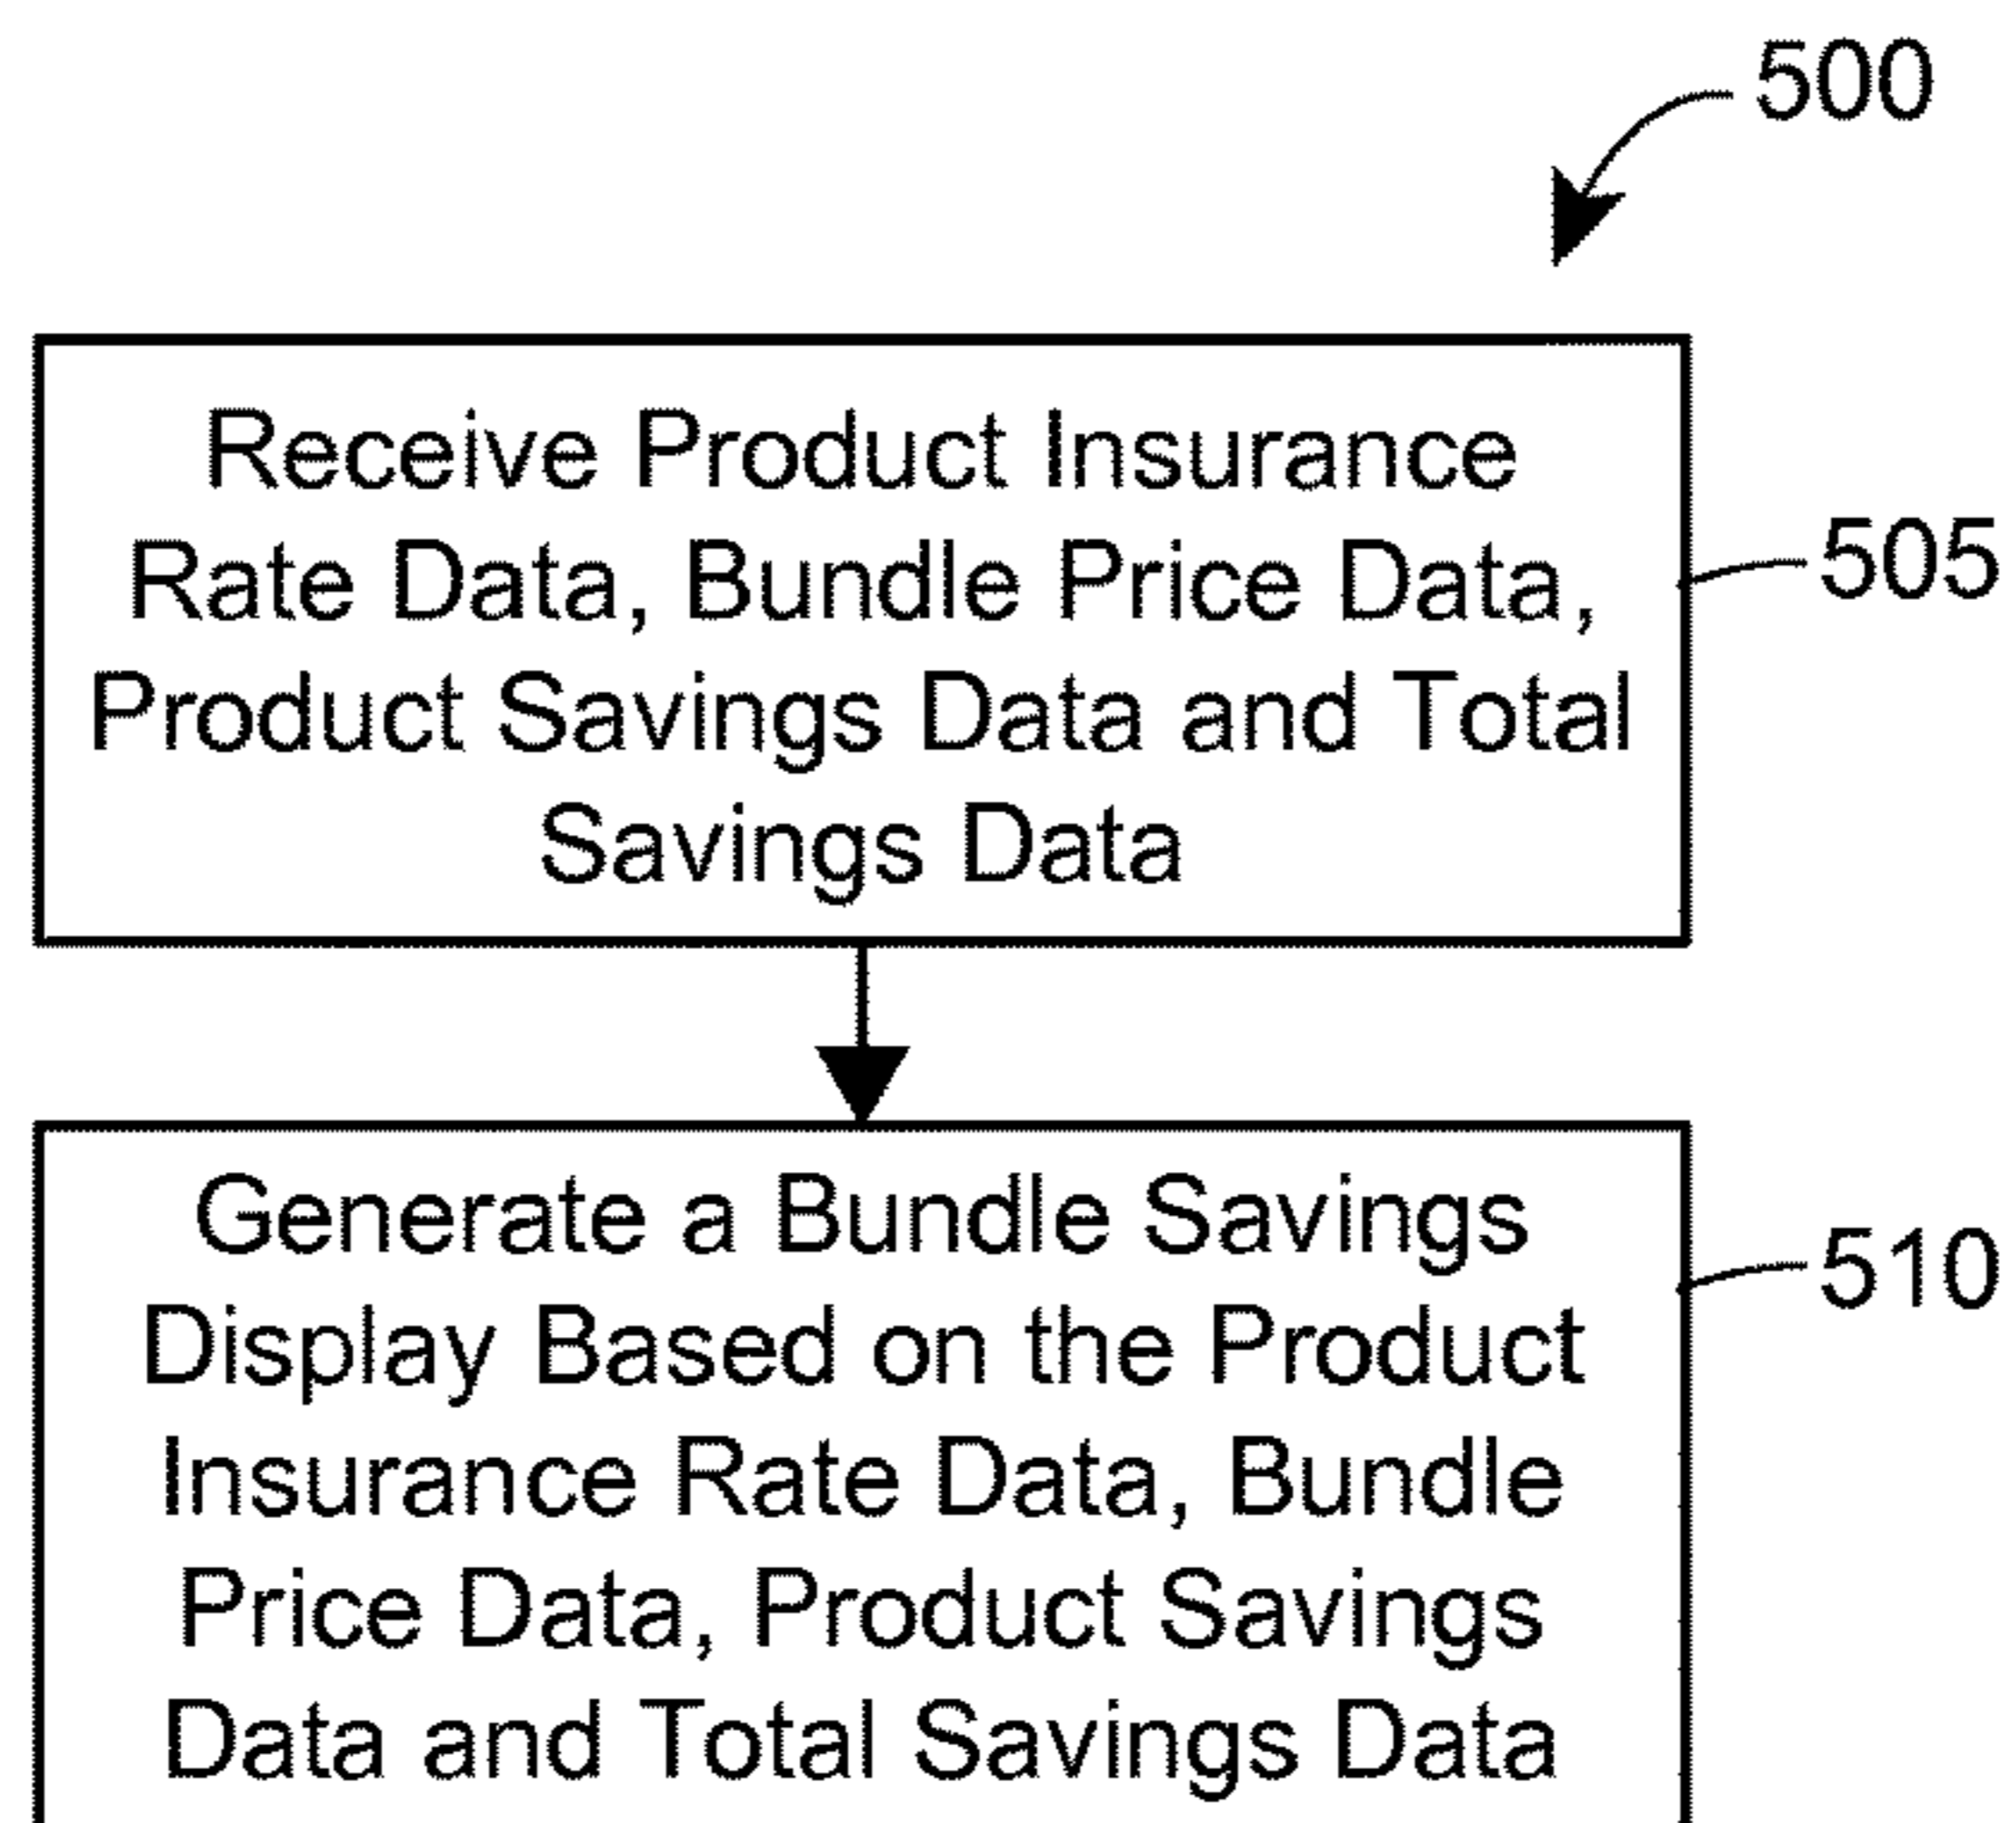 500
Receive Product Insurance
Rate Data, Bundle Price Data,
Product Savings Data and Total
Savings Data
505
Generate a Bundle Savings
Display Based on the Product
Insurance Rate Data, Bundle
Price Data, Product Savings
Data and Total Savings Data
510